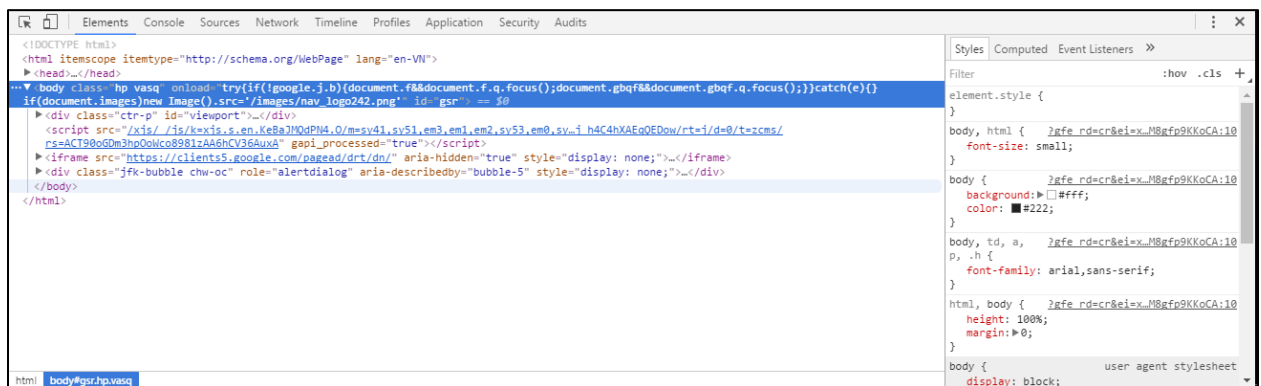 Elements Console Sources Network Timeline Profiles Application Security Audits
<!DOCTYPE html>
<html itemscope itemtype="http://schema.org/WebPage" lang="en-VN">
▶<head>…</head>
…▼<body class="hp vasq" onload="try{if(!google.j.b){document.f&&document.f.q.focus();document.gbqf&&document.gbqf.q.focus();}}catch(e){}
if(document.images)new Image().src='/images/nav_logo242.png'" id="gsr"> == $0
▶<div class="ctr-p" id="viewport">…</div>
<script src="/xjs/_/js/k=xjs.s.en.KeBaJMQdPN4.O/m=sy41,sy51,em3,em1,em2,sy53,em0,sv…j_h4C4hXAEqQEDow/rt=j/d=0/t=zcms/
rs=ACT90oGDm3hpOoWco898lzAA6hCV36AuxA" gapi_processed="true"></script>
▶<iframe src="https://clients5.google.com/pagead/drt/dn/" aria-hidden="true" style="display: none;">…</iframe>
▶<div class="jfk-bubble chw-oc" role="alertdialog" aria-describedby="bubble-5" style="display: none;">…</div>
</body>
</html>
html body#gsr.hp.vasq
Styles Computed Event Listeners »
Filter :hov .cls +
element.style {
}
body, html { ?gfe_rd=cr&ei=x…M8gfp9KKoCA:10
font-size: small;
}
body { ?gfe_rd=cr&ei=x…M8gfp9KKoCA:10
background:▶ #fff;
color: #222;
}
body, td, a, ?gfe_rd=cr&ei=x…M8gfp9KKoCA:10
p, .h {
font-family: arial,sans-serif;
}
html, body { ?gfe_rd=cr&ei=x…M8gfp9KKoCA:10
height: 100%;
margin:▶0;
}
body { user agent stylesheet
display: block;